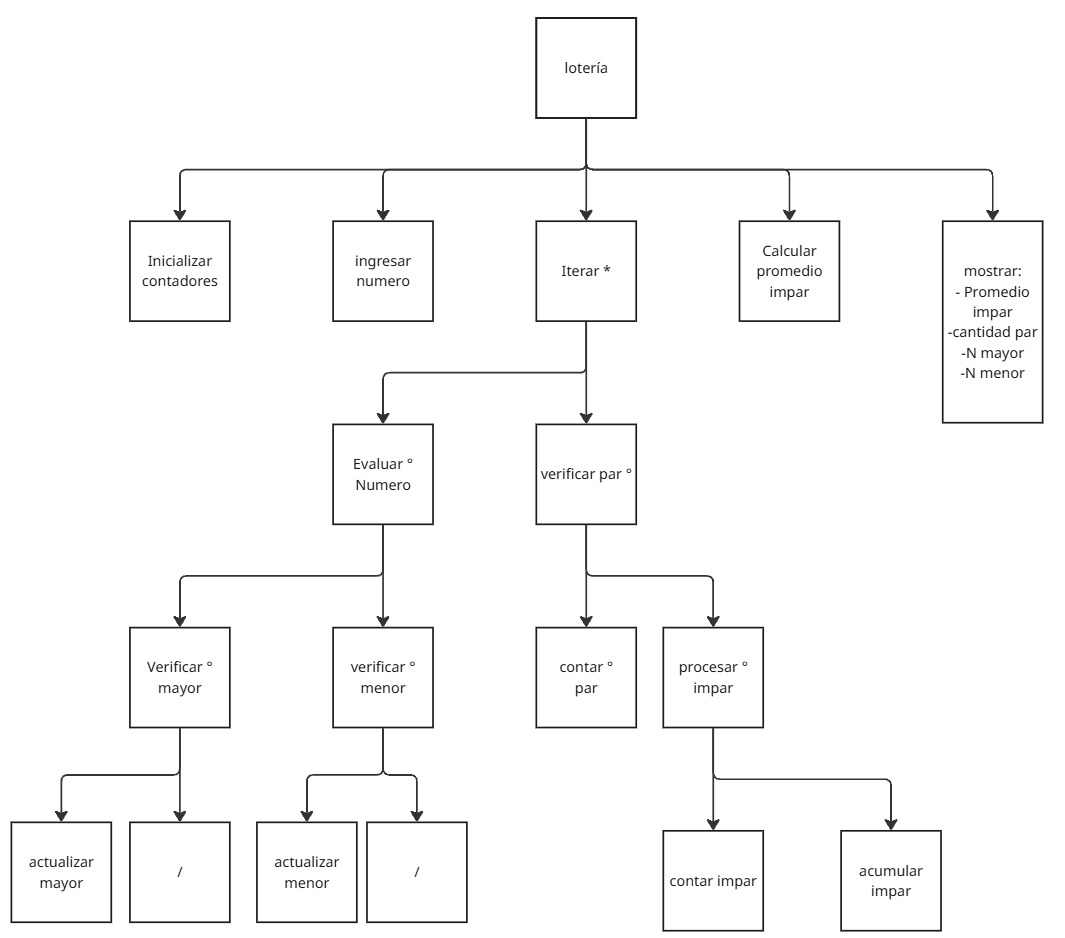 lotería
Inicializar
contadores
ingresar
numero
Iterar *
Calcular
promedio
impar
mostrar:
- Promedio
impar
-cantidad par
-N mayor
-N menor
Evaluar °
Numero
verificar par °
Verificar °
mayor
verificar °
menor
contar °
par
procesar °
impar
actualizar
mayor
/
actualizar
menor
/
contar impar
acumular
impar